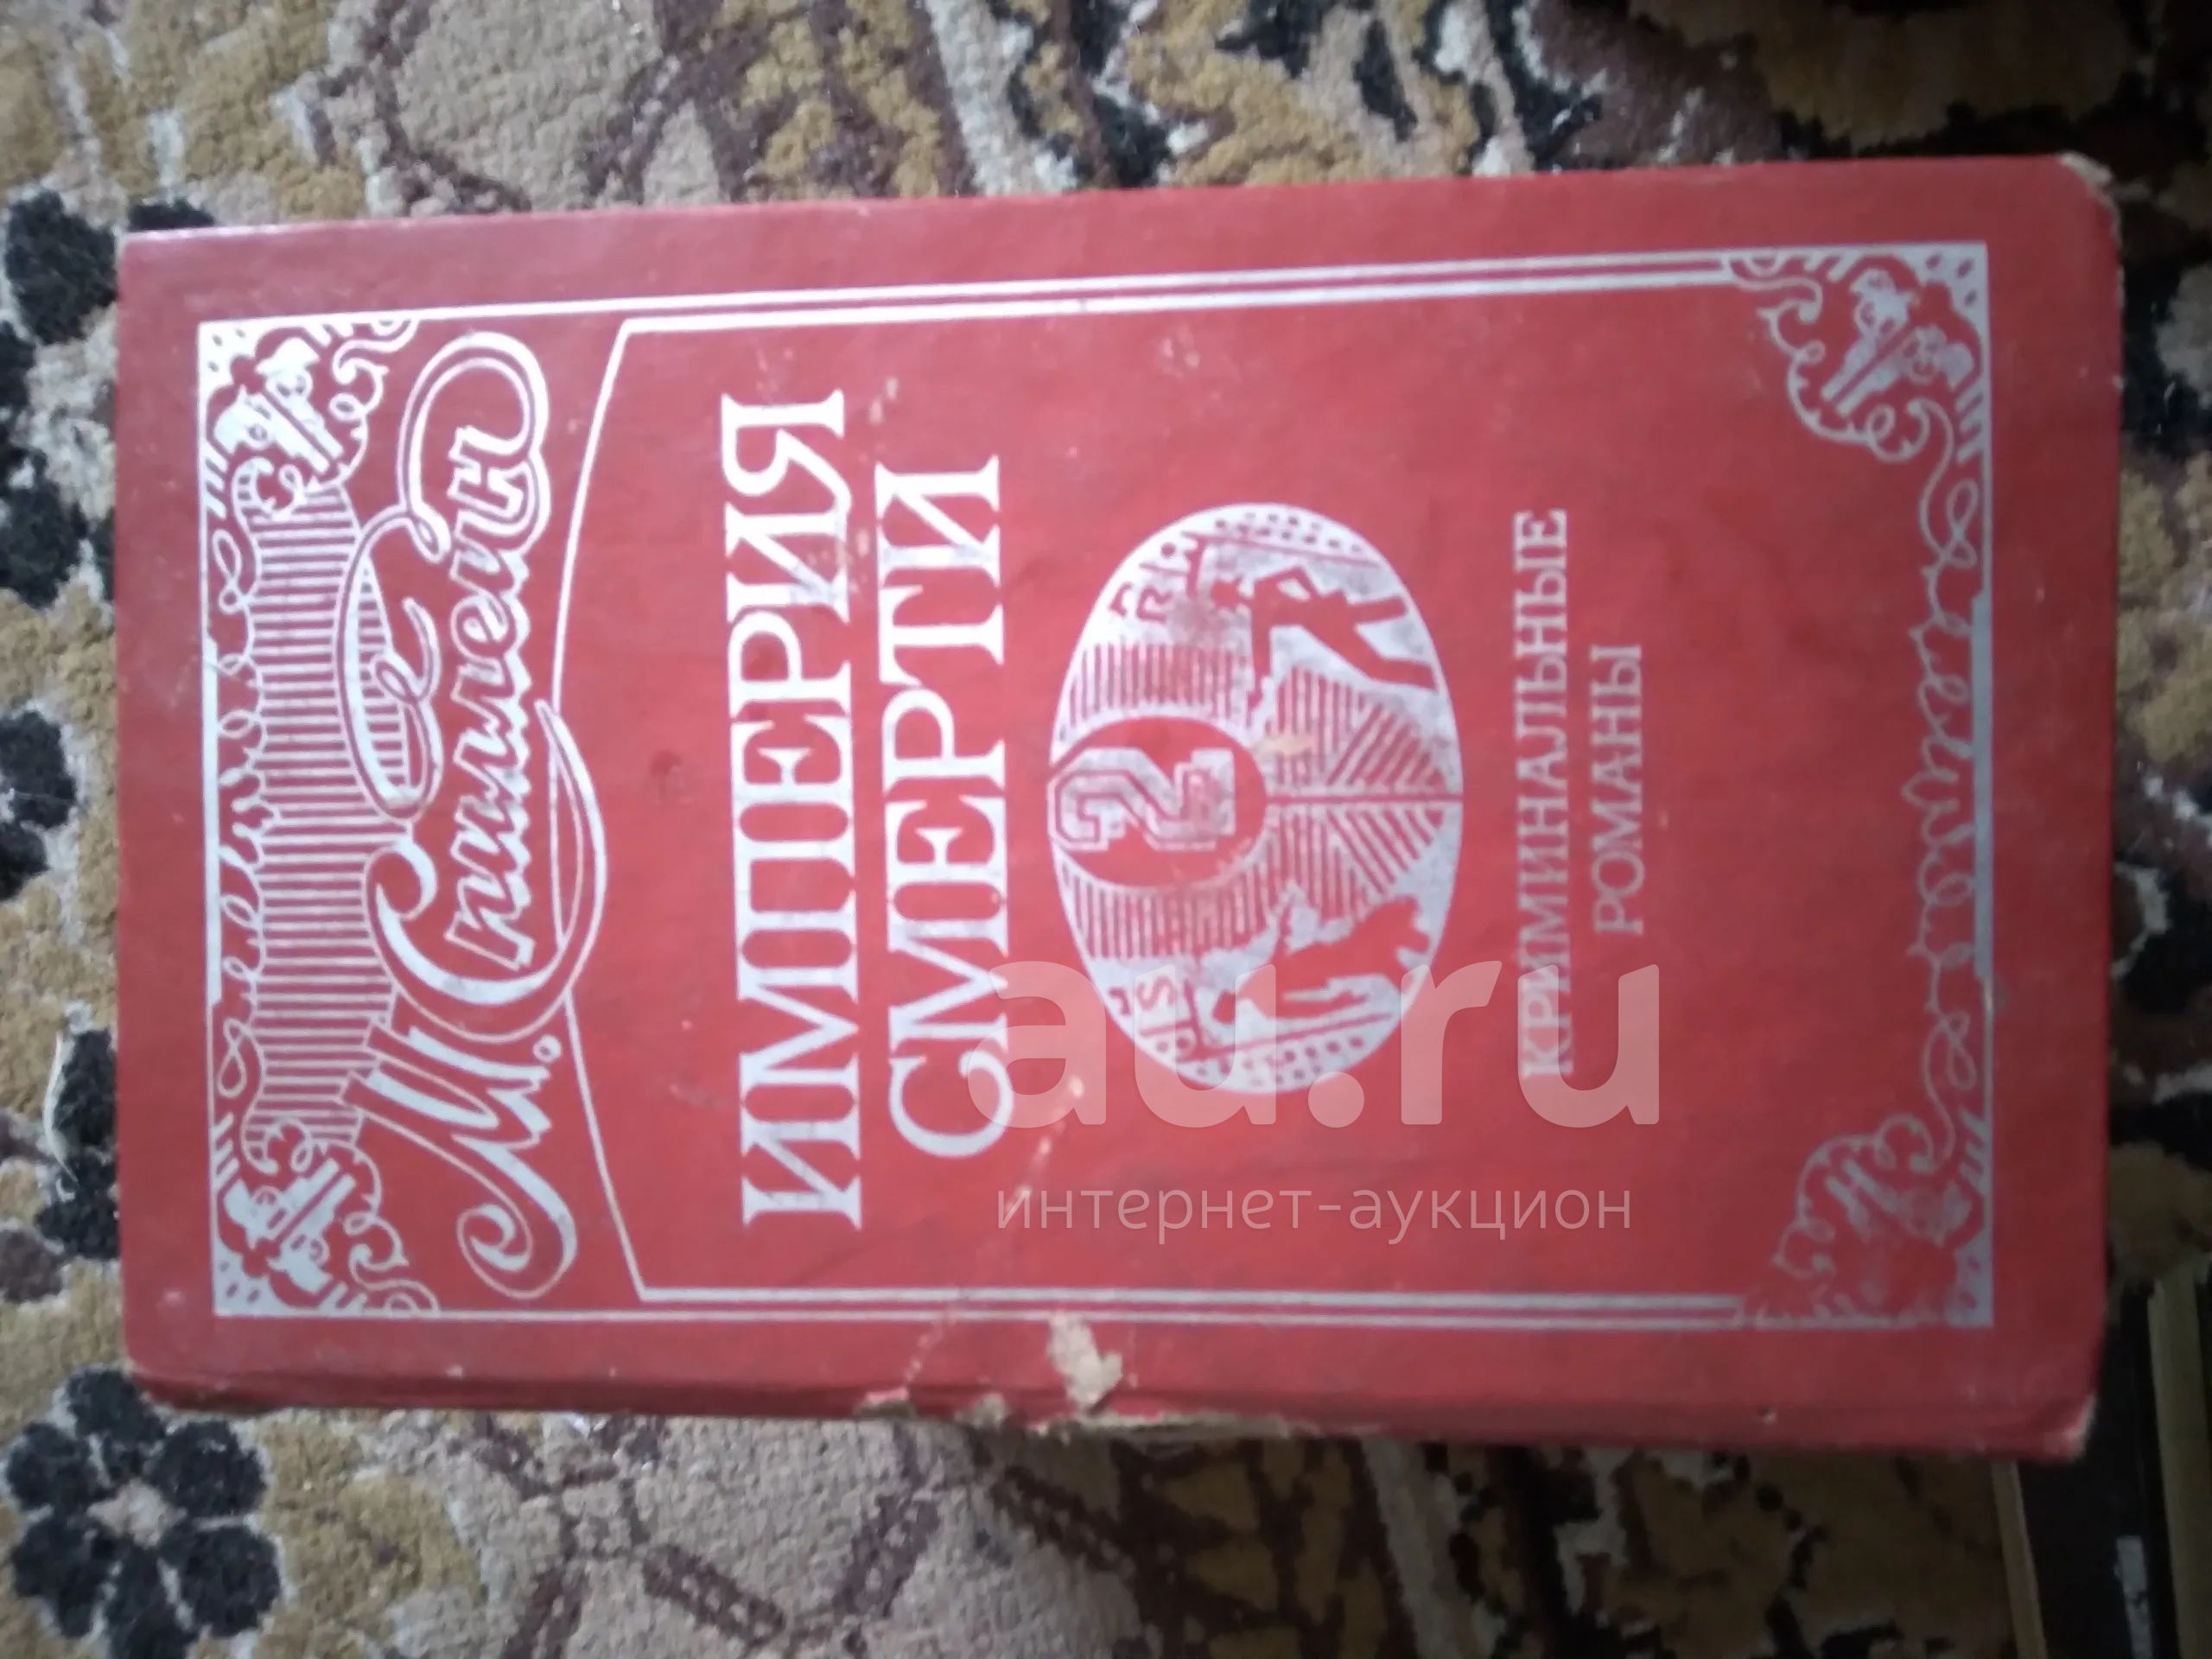 М. Спиллейн
ИМПЕРИЯ
СМЕРТИ
2
КРИМИНАЛЬНЫЕ
РОМАНЫ
au.ru
интернет-аукцион